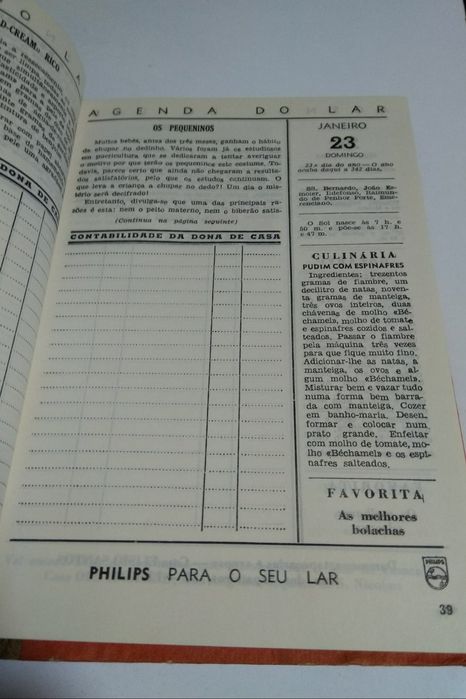 D-CREAM» RICO
DONA DE C
AGENDA DO LAR
OS PEQUENINOS
Muitos bebés, antes dos três meses, ganham o hábito
de chupar no dedinho. Vários foram já os estudiosos
em puericultura que se dedicaram a tentar averiguar
o motivo por que terão os pequeninos este costume. To-
davia, parece certo que ainda não chegaram a resulta-
dos satisfatórios, pelo que os estudos continuam. O
que leva a criança a chupar no dedo?! Um dia o mis-
tério será decifrado!
Entretanto, divulga-se que uma das principais ra-
zões é esta: nem o peito materno, nem o biberão satis-
(Continua na página seguinte)
CONTABILIDADE DA DONA DE CASA
JANEIRO
23
DOMINGO
23.º dia do ano — O ano
acaba daqui a 342 dias.
SS. Bernardo, João Es-
moler, Ildefonso, Raimun-
do de Penhor Forte, Eme-
renciano.
O Sol nasce às 7 h. e
50 m. e põe-se às 17 h.
e 47 m.
CULINÁRIA
PUDIM COM ESPINAFRES
Ingredientes: trezentos
gramas de fiambre, um
decilitro de natas, noven-
ta gramas de manteiga,
três ovos inteiros, duas
chávenas de molho «Bé-
chamel», molho de tomate
e espinafres cozidos e sal-
teados. Passar o fiambre
pela máquina três vezes
para que fique muito fino.
Adicionar-lhe as natas, a
manteiga, os ovos e al-
gum molho «Béchamel».
Misturar bem e vazar tudo
numa forma bem barra-
da com manteiga. Cozer
em banho-maria. Desen-
formar e colocar num
prato grande. Enfeitar
com molho de tomate, mo-
lho «Béchamel» e os espi-
nafres salteados.
FAVORITA
As melhores
bolachas
PHILIPS PARA O SEU LAR
PHILIPS
39